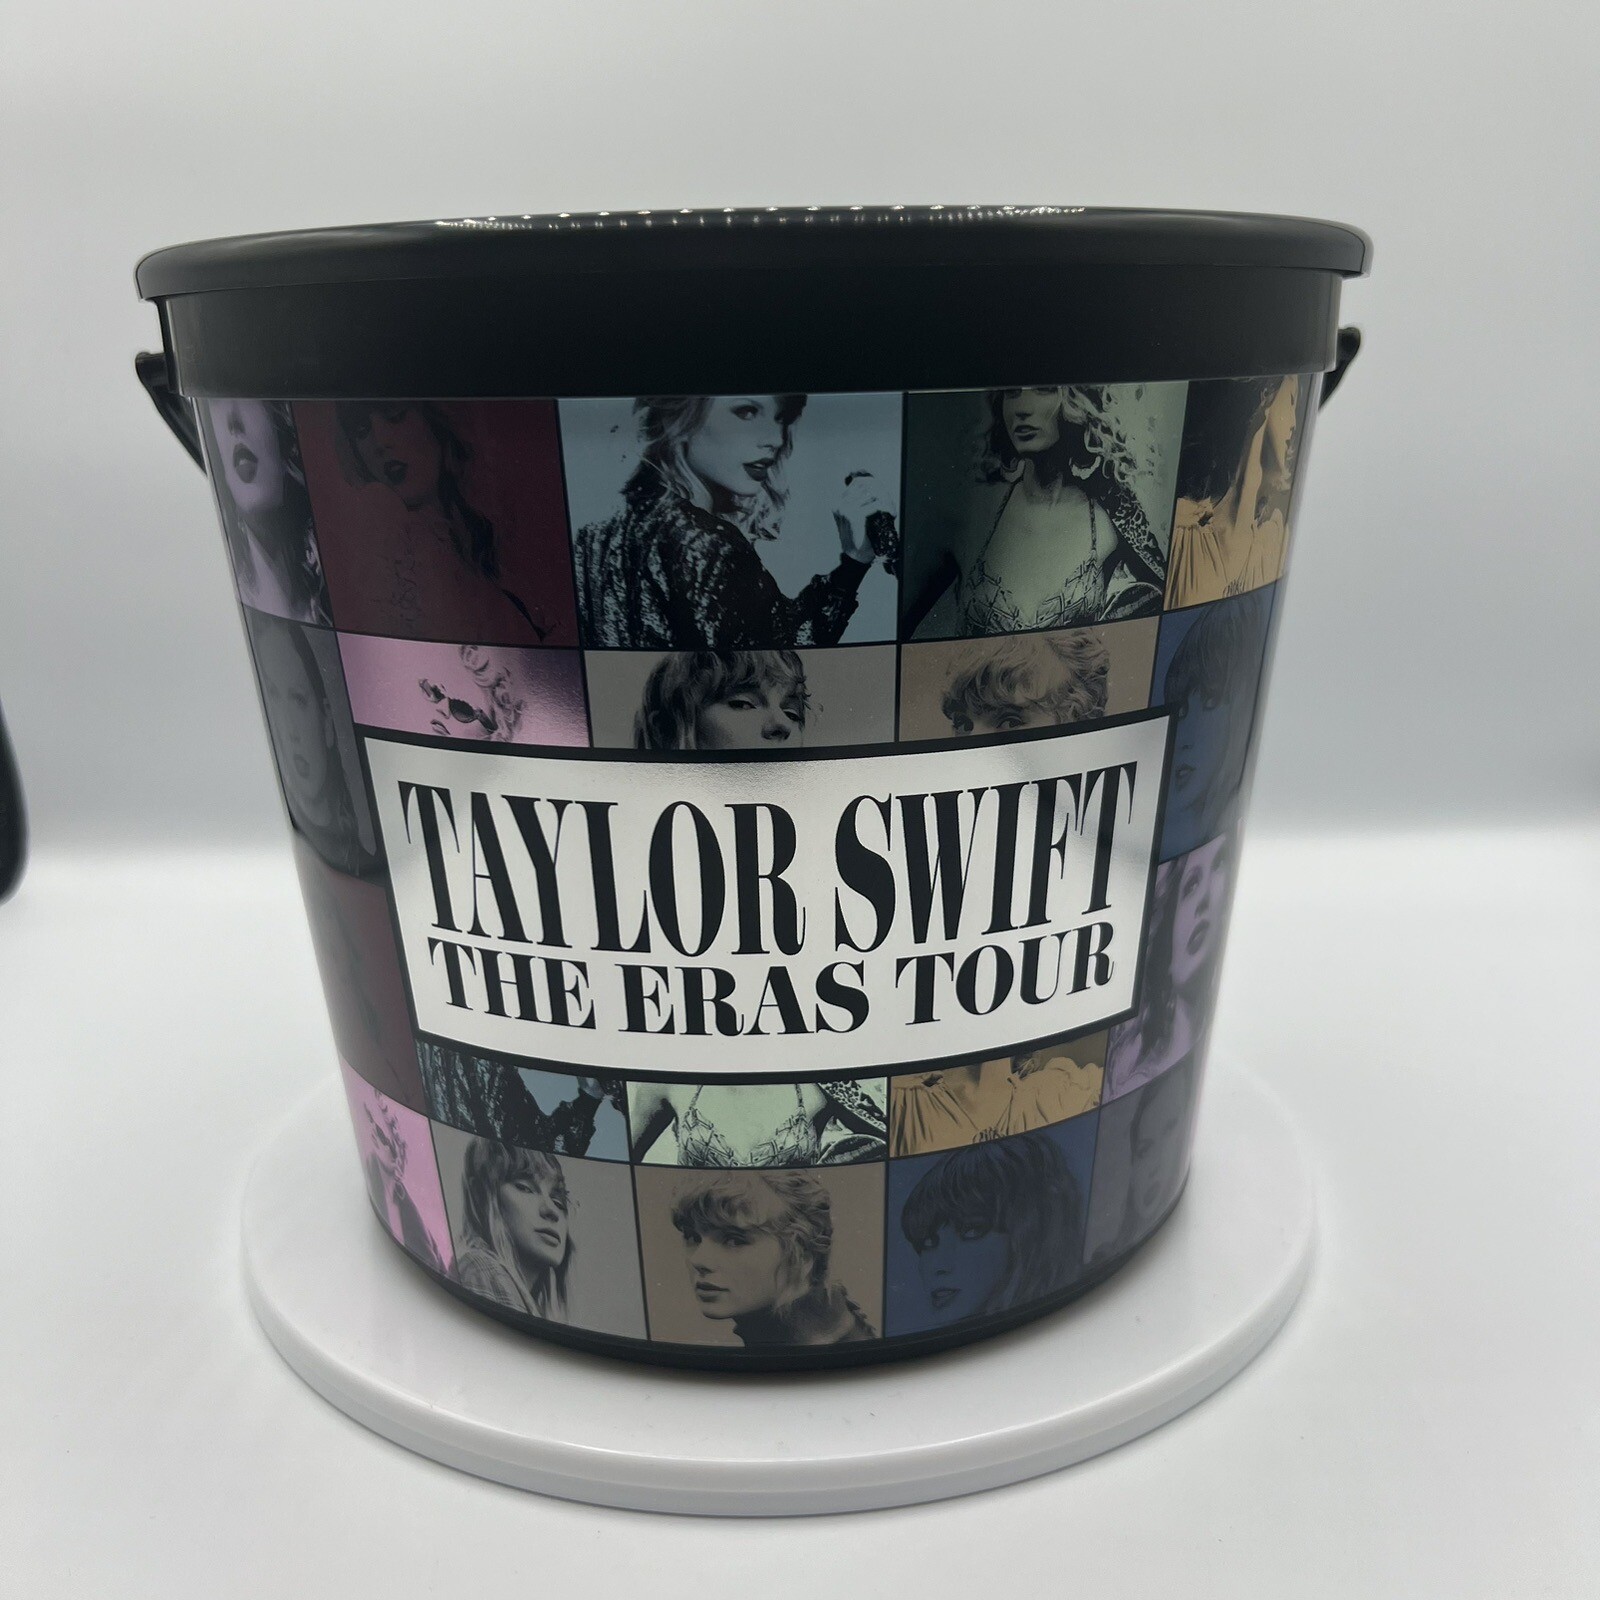 TAYLOR SWIFT
THE ERAS TOUR